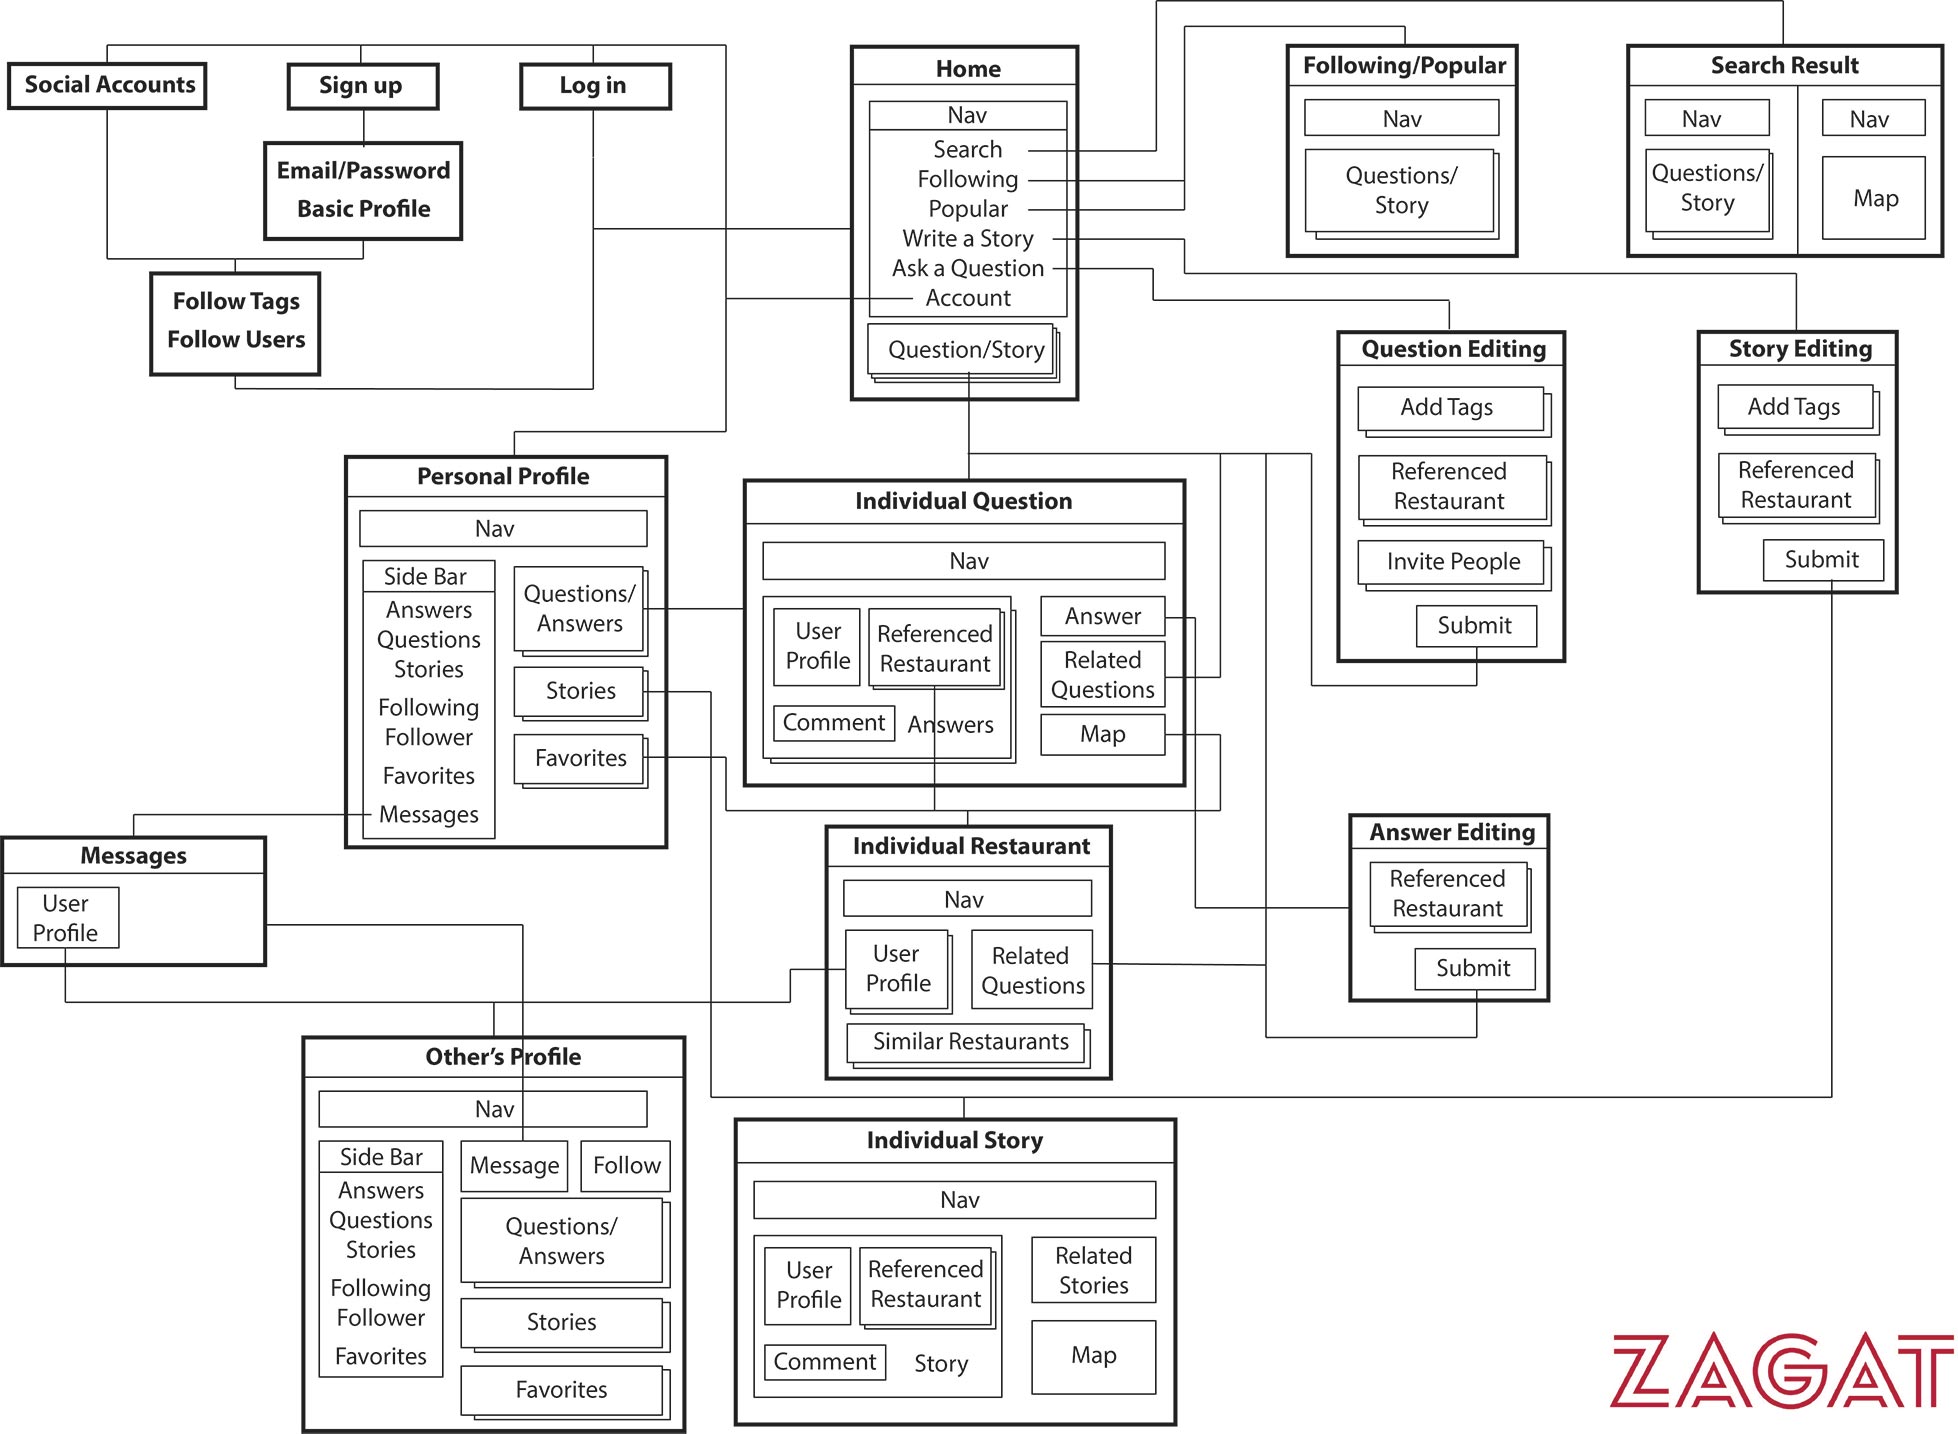 Social Accounts
Sign up
Log in
Email/Password
Basic Profile
Follow Tags
Follow Users
Home
Nav
Search
Following
Popular
Write a Story
Ask a Question
Account
Question/Story
Following/Popular
Nav
Questions/
Story
Search Result
Nav
Questions/
Story
Nav
Map
Question Editing
Add Tags
Referenced
Restaurant
Invite People
Submit
Story Editing
Add Tags
Referenced
Restaurant
Submit
Personal Profile
Nav
Side Bar
Answers
Questions
Stories
Following
Follower
Favorites
Messages
Questions/
Answers
Stories
Favorites
Individual Question
Nav
User
Profile
Referenced
Restaurant
Comment
Answers
Answer
Related
Questions
Map
Messages
User
Profile
Individual Restaurant
Nav
User
Profile
Related
Questions
Similar Restaurants
Answer Editing
Referenced
Restaurant
Submit
Other's Profile
Nav
Side Bar
Answers
Questions
Stories
Following
Follower
Favorites
Message
Follow
Questions/
Answers
Stories
Favorites
Individual Story
Nav
User
Profile
Referenced
Restaurant
Comment
Story
Related
Stories
Map
ZAGAT